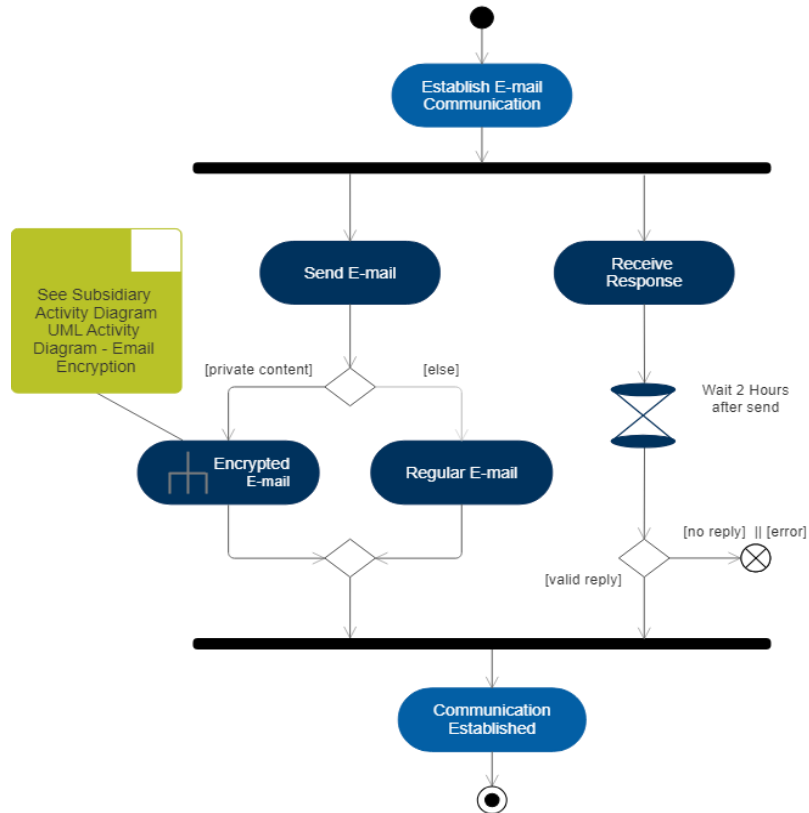 Establish E-mail
Communication
Send E-mail
Receive
Response
See Subsidiary
Activity Diagram
UML Activity
Diagram - Email
Encryption
[private content]
[else]
Wait 2 Hours
after send
Encrypted
E-mail
Regular E-mail
[no reply] || [error]
[valid reply]
Communication
Established